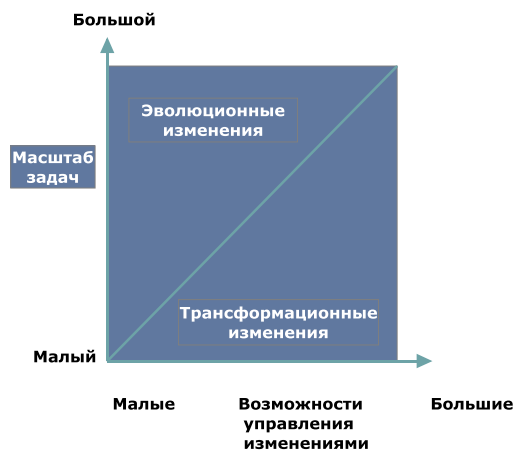 Большой
Эволюционные
изменения
Масштаб
задач
Трансформационные
изменения
Малый
Малые
Возможности
управления
изменениями
Большие